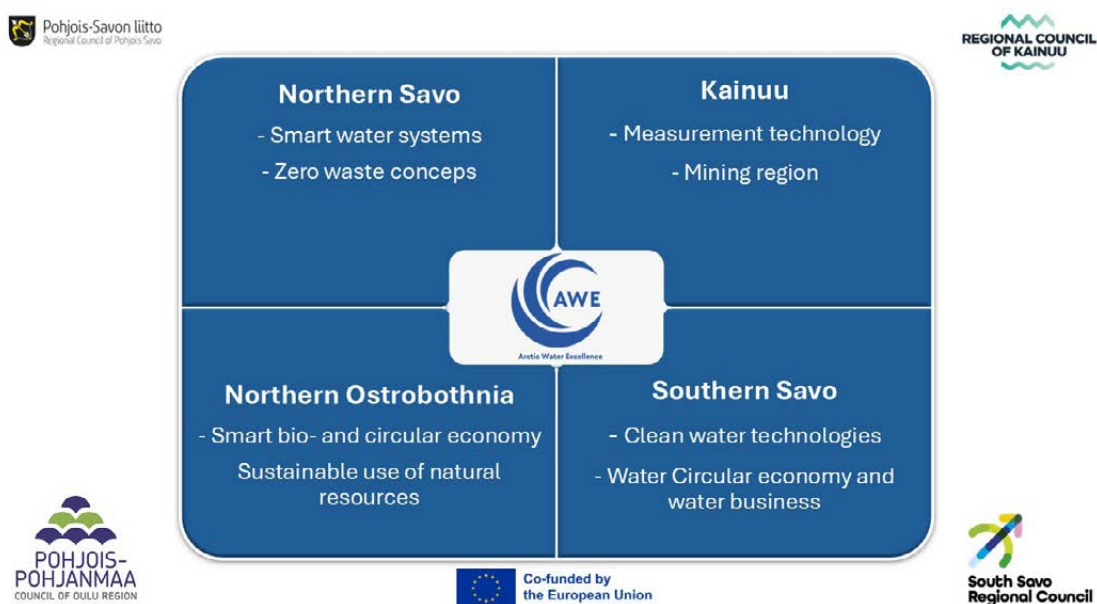 Pohjois-Savon liitto
Regional Council of Pohjois Savo
REGIONAL COUNCIL
OF KAINUU
Northern Savo
- Smart water systems
- Zero waste conceps
Kainuu
- Measurement technology
- Mining region
AWE
Arctic Water Excellence
Northern Ostrobothnia
- Smart bio- and circular economy
Sustainable use of natural
resources
Southern Savo
- Clean water technologies
- Water Circular economy and
water business
POHJOIS-
POHJANMAA
COUNCIL OF OULU REGION
Co-funded by
the European Union
South Savo
Regional Council